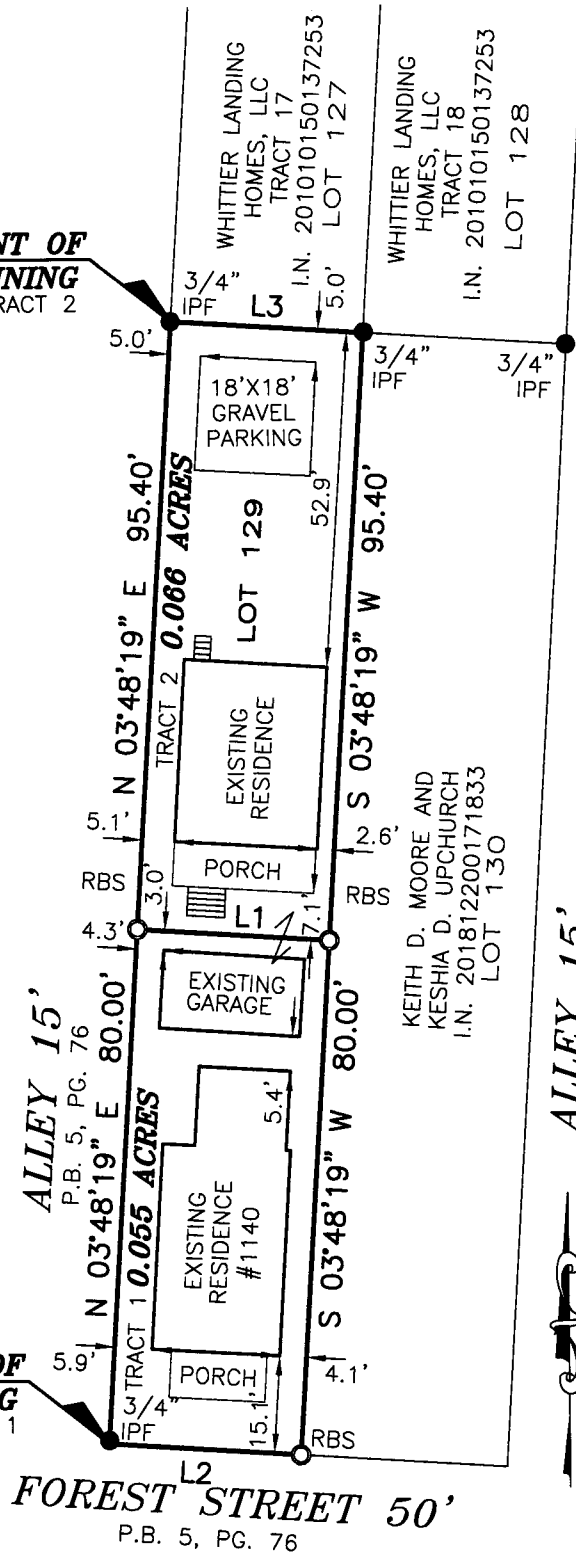 WHITTIER LANDING
HOMES, LLC
TRACT 17
I.N. 201010150137253
LOT 127
WHITTIER LANDING
HOMES, LLC
TRACT 18
I.N. 201010150137253
LOT 128
NT OF
NING
RACT 2
3/4"
IPF
L3
5.0'
5.0'
3/4"
IPF
3/4"
IPF
18'X18'
GRAVEL
PARKING
52.9'
N 03°48'19" E 95.40'
TRACT 2 0.066 ACRES
LOT 129
S 03°48'19" W 95.40'
EXISTING
RESIDENCE
5.1'
2.6'
PORCH
RBS
RBS
3.0'
L1
7.1'
4.3'
KEITH D. MOORE AND
KESHIA D. UPCHURCH
I.N. 201812200171833
LOT 130
EXISTING
GARAGE
ALLEY 15'
P.B. 5, PG. 76
N 03°48'19" E 80.00'
TRACT 1 0.055 ACRES
5.4'
EXISTING
RESIDENCE
#1140
S 03°48'19" W 80.00'
ALLEY 15'
5.9'
4.1'
PORCH
OF
G
1
3/4"
IPF
15.1'
RBS
L2
FOREST STREET 50'
P.B. 5, PG. 76